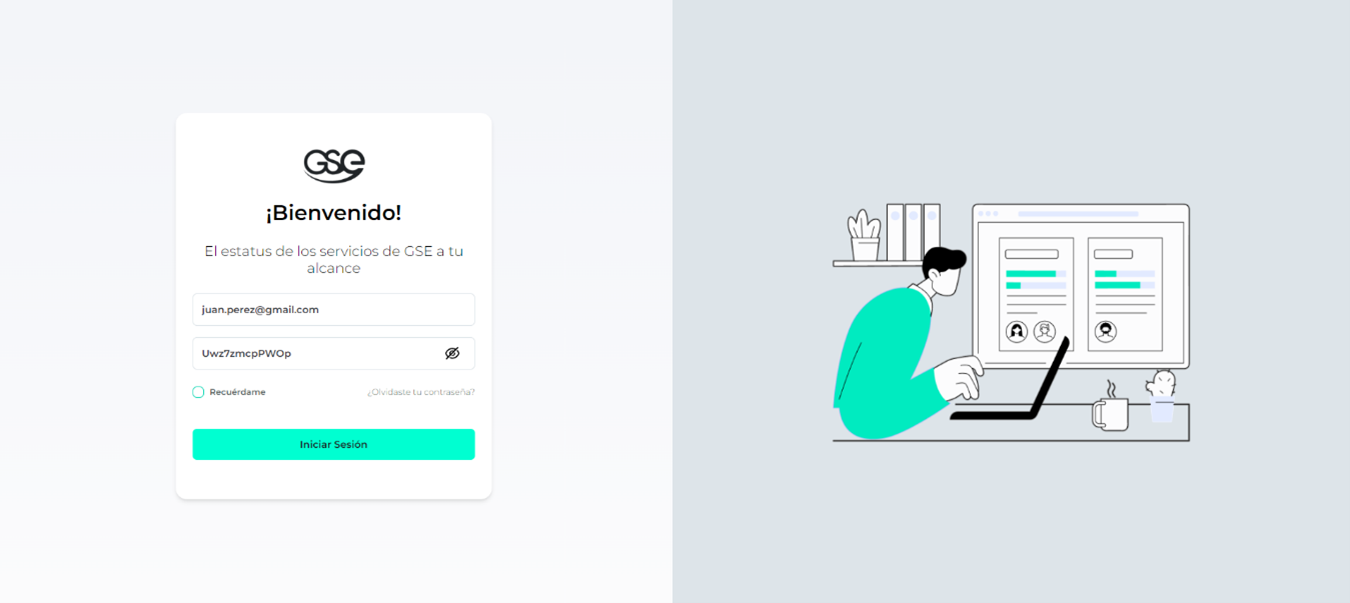 GSE
¡Bienvenido!
El estatus de los servicios de GSE a tu
alcance
juan.perez@gmail.com
Uwz7zmcpPWOp
Recuérdame
¿Olvidaste tu contraseña?
Iniciar Sesión